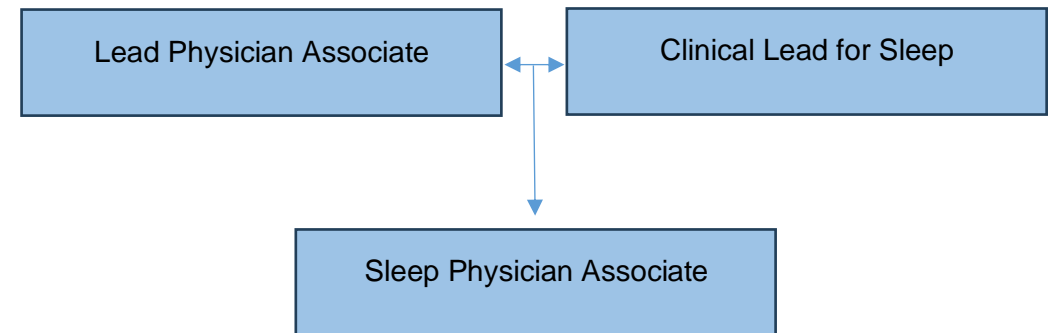 Lead Physician Associate
Clinical Lead for Sleep
Sleep Physician Associate